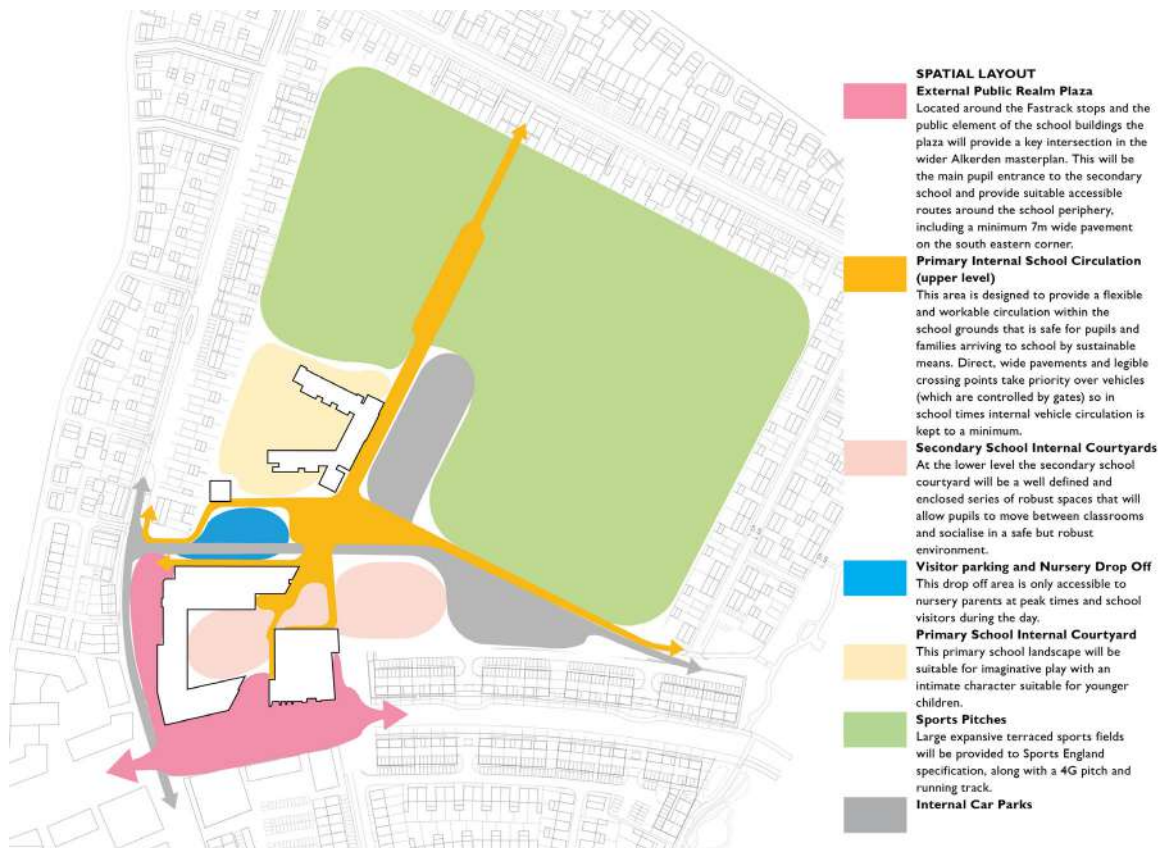 SPATIAL LAYOUT
External Public Realm Plaza
Located around the Fastrack stops and the
public element of the school buildings the
plaza will provide a key intersection in the
wider Alkerden masterplan. This will be
the main pupil entrance to the secondary
school and provide suitable accessible
routes around the school periphery,
including a minimum 7m wide pavement
on the south eastern corner.
Primary Internal School Circulation
(upper level)
This area is designed to provide a flexible
and workable circulation within the
school grounds that is safe for pupils and
families arriving to school by sustainable
means. Direct, wide pavements and legible
crossing points take priority over vehicles
(which are controlled by gates) so in
school times internal vehicle circulation is
kept to a minimum.
Secondary School Internal Courtyards
At the lower level the secondary school
courtyard will be a well defined and
enclosed series of robust spaces that will
allow pupils to move between classrooms
and socialise in a safe but robust
environment.
Visitor parking and Nursery Drop Off
This drop off area is only accessible to
nursery parents at peak times and school
visitors during the day.
Primary School Internal Courtyard
This primary school landscape will be
suitable for imaginative play with an
intimate character suitable for younger
children.
Sports Pitches
Large expansive terraced sports fields
will be provided to Sports England
specification, along with a 4G pitch and
running track.
Internal Car Parks